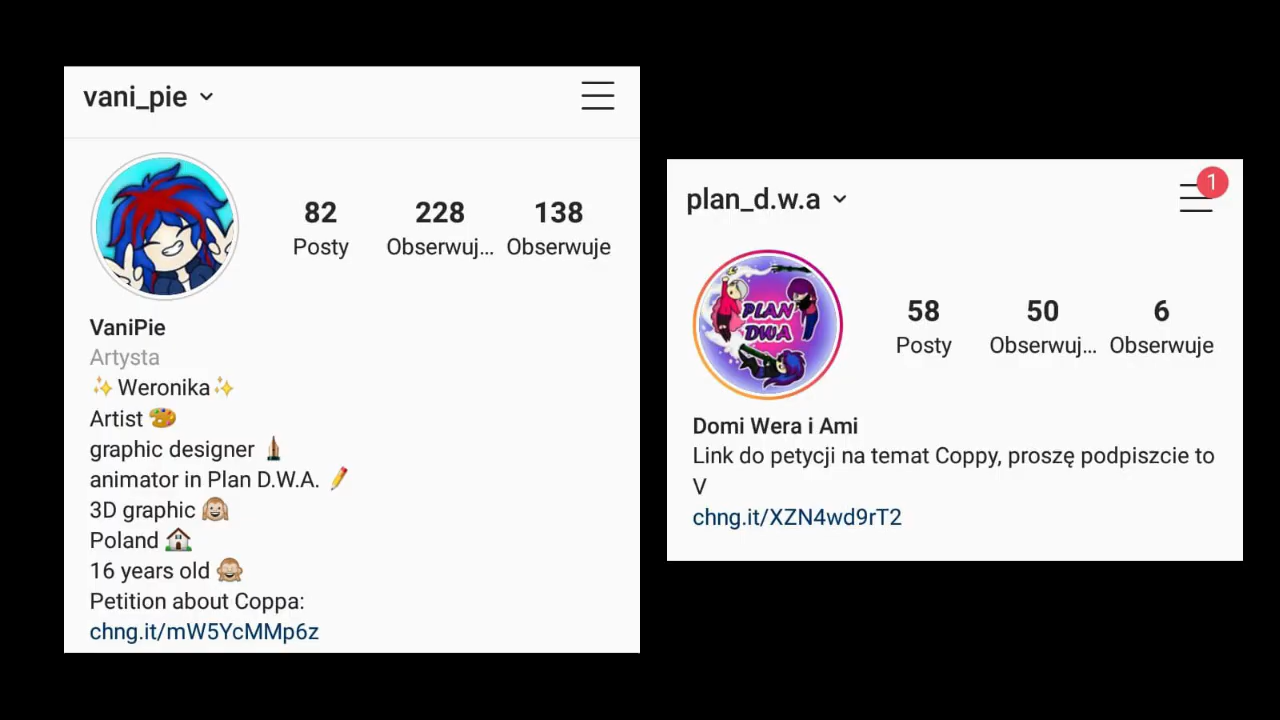 vani_pie
82 228 138
Posty Obserwuj... Obserwuje
VaniPie
Artysta
✨Weronika✨
Artist 🎨
graphic designer
animator in Plan D.W.A.
3D graphic 🙉
Poland 🏠
16 years old 🙊
Petition about Coppa:
chng.it/mW5YcMMp6z
plan_d.w.a
1
PLAN
DWA
58 50 6
Posty Obserwuj... Obserwuje
Domi Wera i Ami
Link do petycji na temat Coppy, proszę podpiszcie to
V
chng.it/XZN4wd9rT2